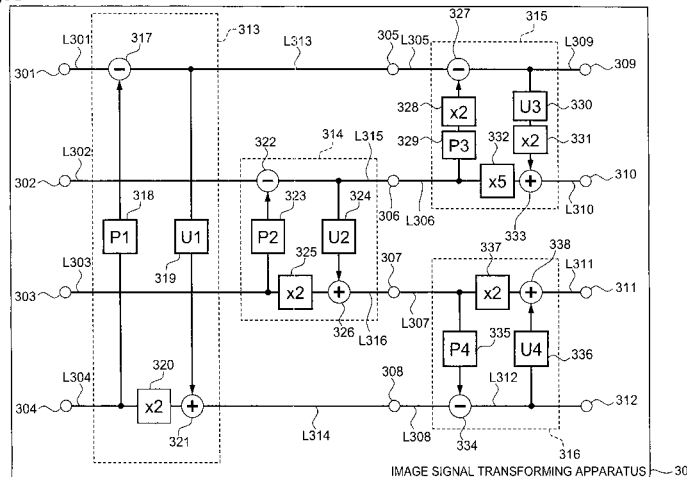 L301
317
313
L313
305
L305
327
315
L309
301
309
328
x2
U3
330
329
P3
x2
331
L302
322
314
L315
332
302
x5
310
306
L306
333
L310
318
323
324
P1
U1
P2
U2
319
325
337
338
L303
307
L311
303
x2
x2
311
326
L316
L307
P4
335
U4
336
L304
320
308
L312
304
x2
312
321
L314
L308
334
316
IMAGE SIGNAL TRANSFORMING APPARATUS